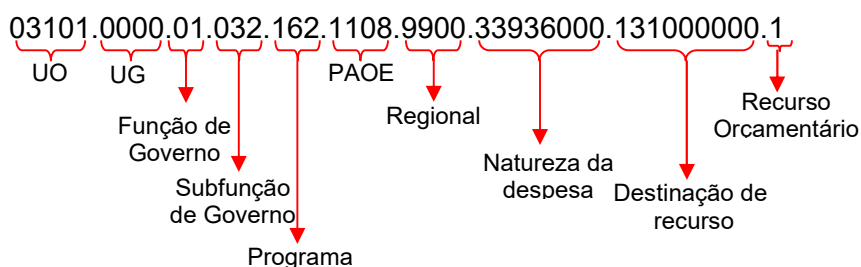 03101.0000.01.032.162.1108.9900.33936000.131000000.1
UO UG PAOE
Regional
Recurso
Orcamentário
Função de
Governo
Natureza da
despesa
Subfunção
de Governo
Destinação de
recurso
Programa